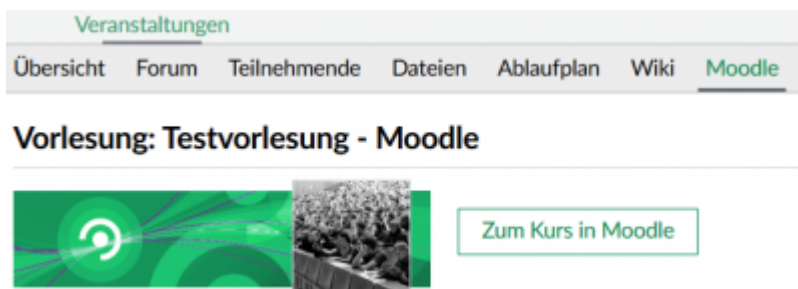 Veranstaltungen
Übersicht Forum Teilnehmende Dateien Ablaufplan Wiki Moodle
Vorlesung: Testvorlesung - Moodle
Zum Kurs in Moodle